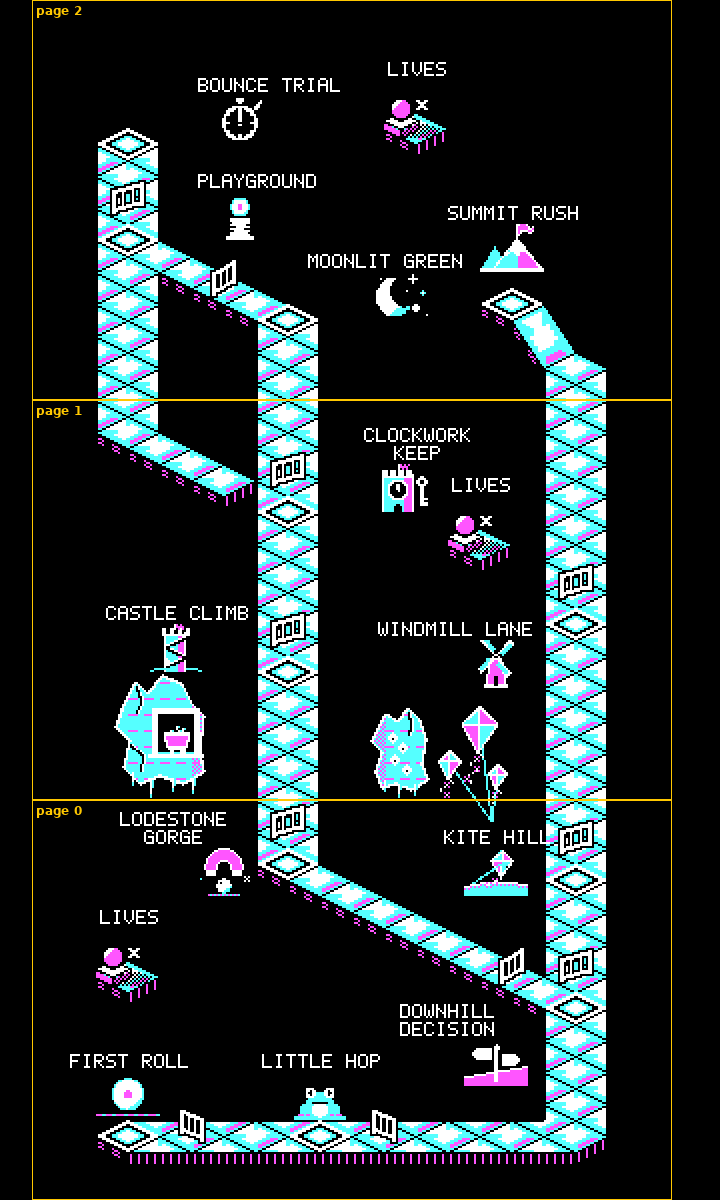 page 2
LIVES
BOUNCE TRIAL
PLAYGROUND
SUMMIT RUSH
MOONLIT GREEN
page 1
CLOCKWORK
KEEP
LIVES
CASTLE CLIMB
WINDMILL LANE
page 0
LODESTONE
GORGE
KITE HILL
LIVES
DOWNHILL
DECISION
FIRST ROLL
LITTLE HOP